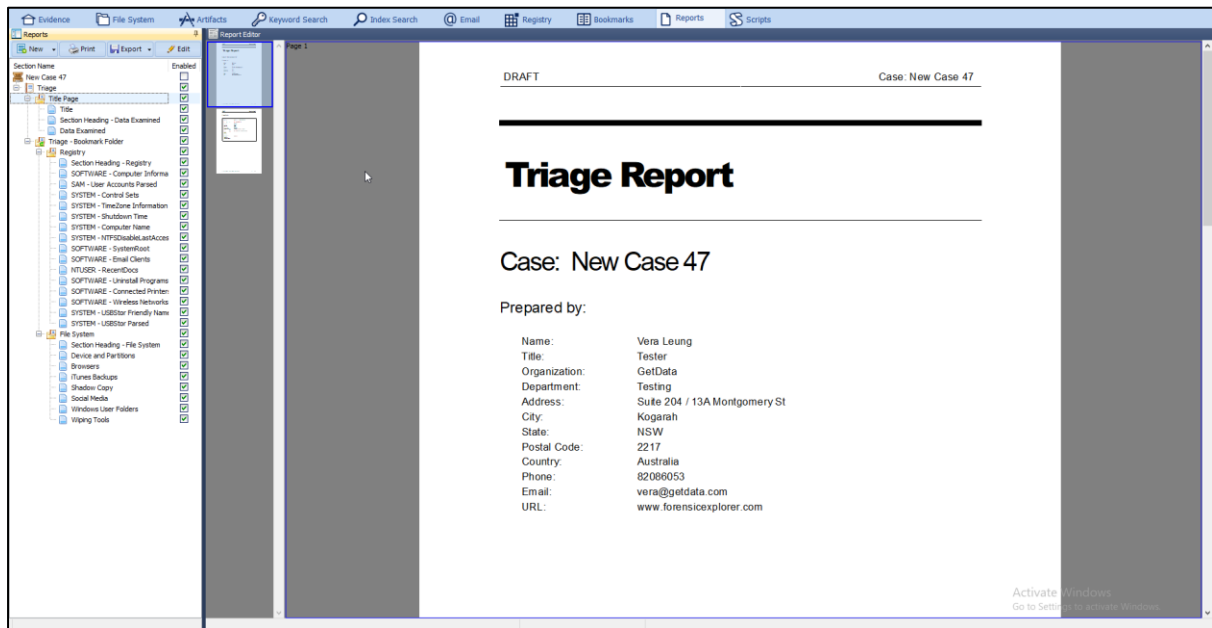 Evidence File System Artifacts Keyword Search Index Search Email Registry Bookmarks Reports Scripts
Reports
Report Editor
New Print Export Edit
Page 1
Section Name Enabled
New Case 47
Triage
Title Page
Title
Section Heading - Data Examined
Data Examined
Triage - Bookmark Folder
Registry
Section Heading - Registry
SOFTWARE - Computer Informa
SAM - User Accounts Parsed
SYSTEM - Control Sets
SYSTEM - TimeZone Information
SYSTEM - Shutdown Time
SYSTEM - Computer Name
SYSTEM - NTFSDisableLastAcces
SOFTWARE - SystemRoot
SOFTWARE - Email Clients
NTUSER - RecentDocs
SOFTWARE - Uninstall Programs
SOFTWARE - Connected Printer
SOFTWARE - Wireless Networks
SYSTEM - USBStor Friendly Name
SYSTEM - USBStor Parsed
File System
Section Heading - File System
Device and Partitions
Browsers
iTunes Backups
Shadow Copy
Social Media
Windows User Folders
Wiping Tools
DRAFT Case: New Case 47
Triage Report
Case: New Case 47
Prepared by:
Name: Vera Leung
Title: Tester
Organization: GetData
Department: Testing
Address: Suite 204 / 13A Montgomery St
City: Kogarah
State: NSW
Postal Code: 2217
Country: Australia
Phone: 82086053
Email: vera@getdata.com
URL: www.forensicexplorer.com
Activate Windows
Go to Settings to activate Windows.